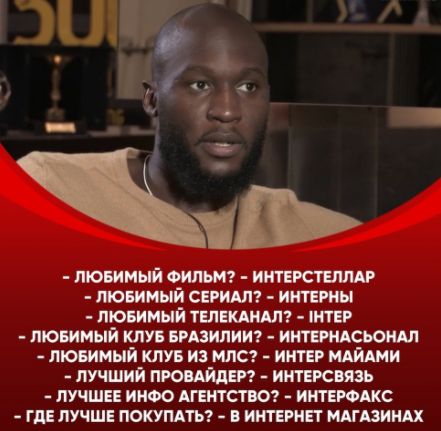 - ЛЮБИМЫЙ ФИЛЬМ? - ИНТЕРСТЕЛЛАР
- ЛЮБИМЫЙ СЕРИАЛ? - ИНТЕРНЫ
- ЛЮБИМЫЙ ТЕЛЕКАНАЛ? - ІНТЕР
- ЛЮБИМЫЙ КЛУБ БРАЗИЛИИ? - ИНТЕРНАСЬОНАЛ
- ЛЮБИМЫЙ КЛУБ ИЗ МЛС? - ИНТЕР МАЙАМИ
- ЛУЧШИЙ ПРОВАЙДЕР? - ИНТЕРСВЯЗЬ
- ЛУЧШЕЕ ИНФО АГЕНТСТВО? - ИНТЕРФАКС
- ГДЕ ЛУЧШЕ ПОКУПАТЬ? - В ИНТЕРНЕТ МАГАЗИНАХ